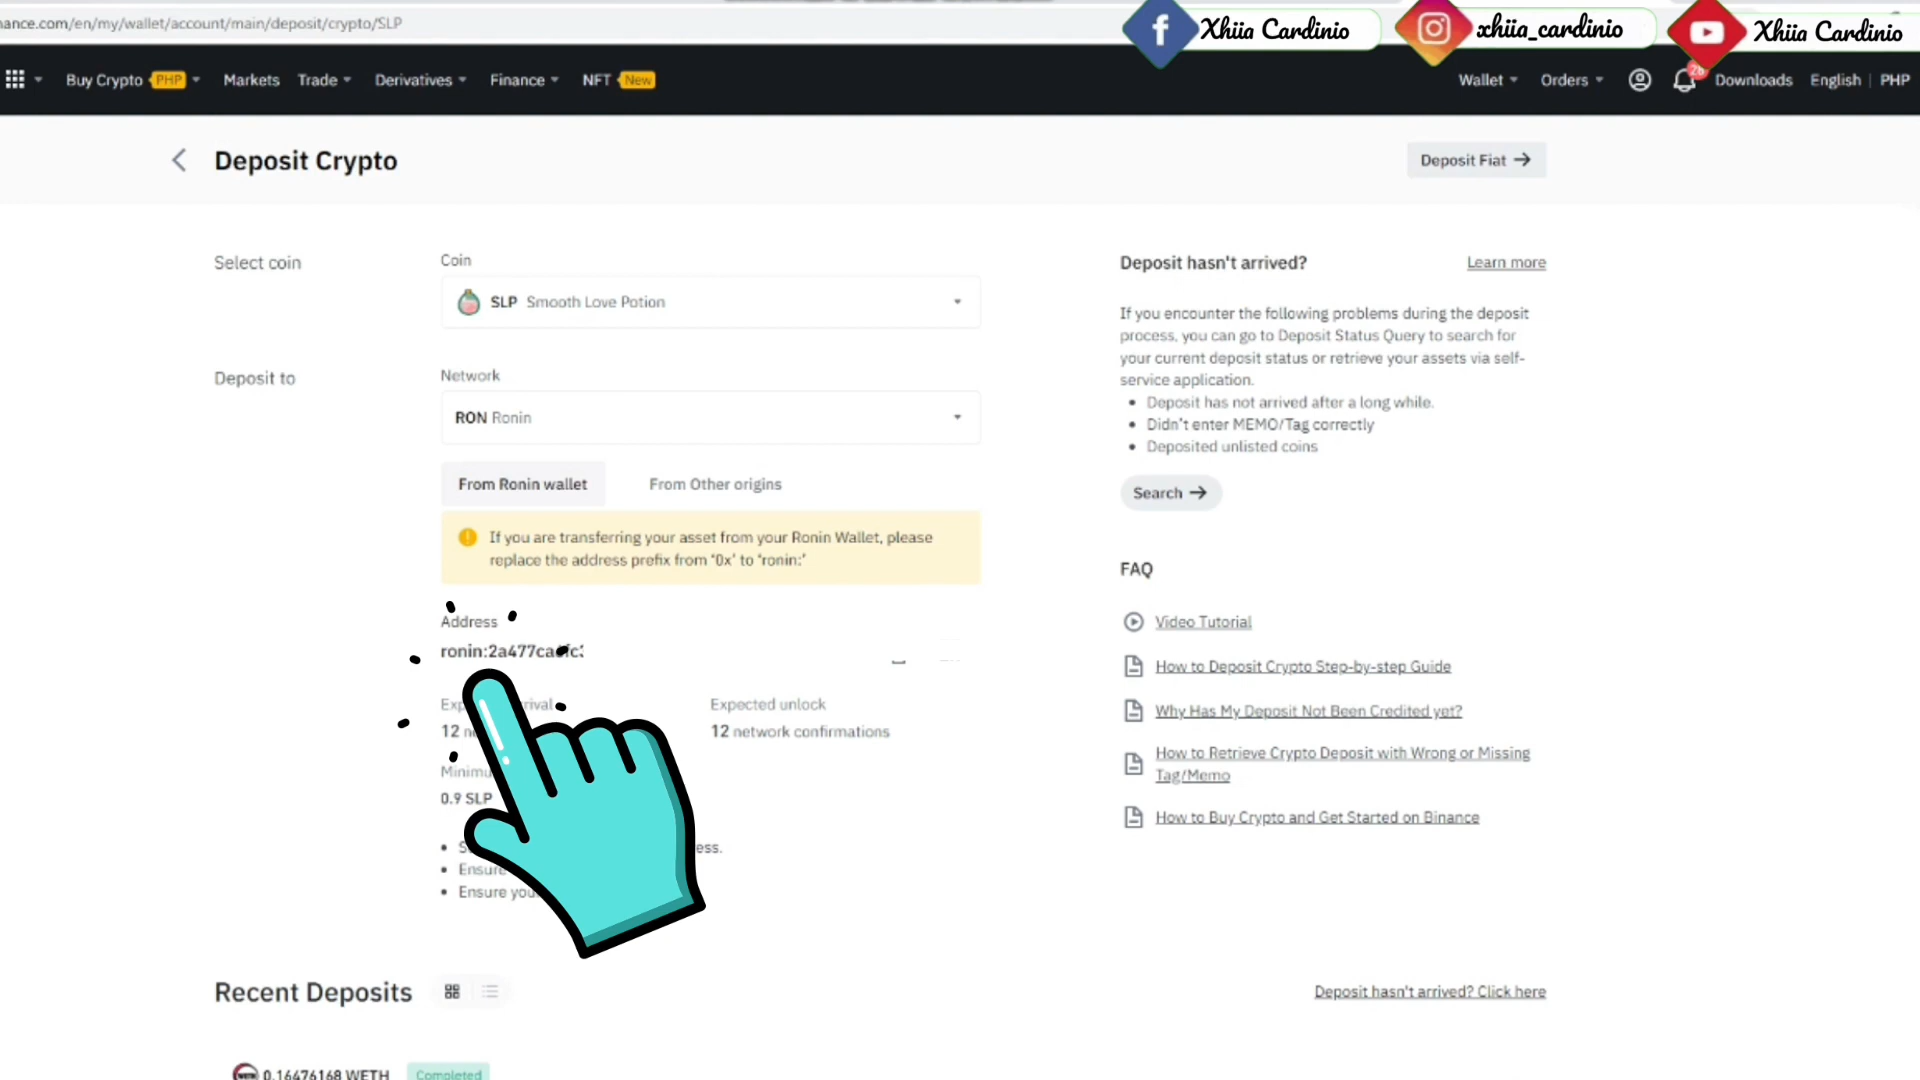 nance.com/en/my/wallet/account/main/deposit/crypto/SLP
Xhiia Cardinio
xhiia_cardinio
Xhiia Cardinio
Buy Crypto PHP
Markets
Trade
Derivatives
Finance
NFT New
Wallet
Orders
26
Downloads
English | PHP
Deposit Crypto
Deposit Fiat
Select coin
Coin
SLP Smooth Love Potion
Deposit to
Network
RON Ronin
From Ronin wallet
From Other origins
If you are transferring your asset from your Ronin Wallet, please
replace the address prefix from '0x' to 'ronin:'
Address
ronin:2a477ca
Expected unlock
12
12 network confirmations
0.9 SLP
Ensure
Ensure
Deposit hasn't arrived?
Learn more
If you encounter the following problems during the deposit
process, you can go to Deposit Status Query to search for
your current deposit status or retrieve your assets via self-
service application.
Deposit has not arrived after a long while.
Didn't enter MEMO/Tag correctly
Deposited unlisted coins
Search
FAQ
Video Tutorial
How to Deposit Crypto Step-by-step Guide
Why Has My Deposit Not Been Credited yet?
How to Retrieve Crypto Deposit with Wrong or Missing
Tag/Memo
How to Buy Crypto and Get Started on Binance
Recent Deposits
Deposit hasn't arrived? Click here
0.16476168 WETH
Completed